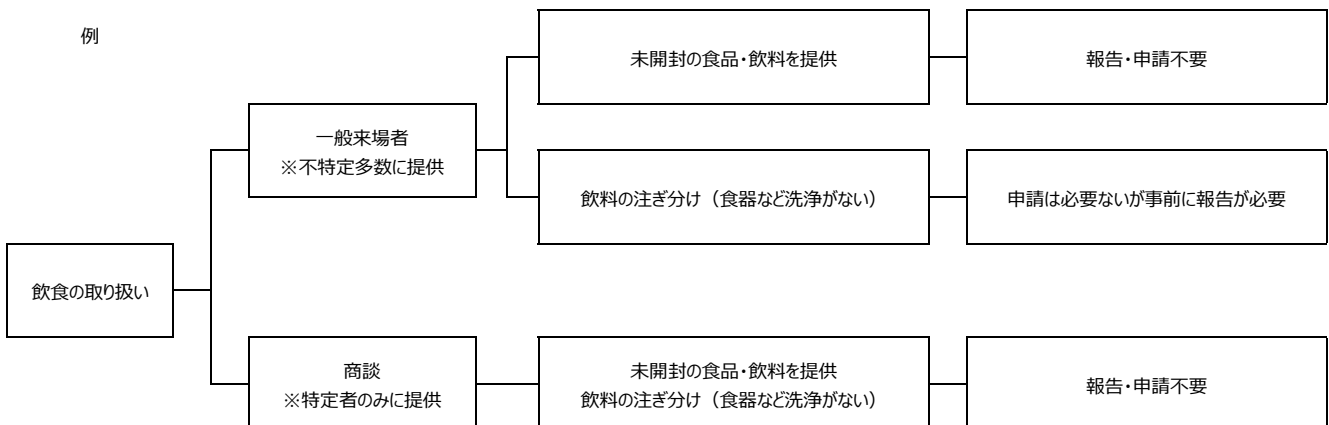 例
未開封の食品・飲料を提供
報告・申請不要
一般来場者
※不特定多数に提供
飲料の注ぎ分け（食器など洗浄がない）
申請は必要ないが事前に報告が必要
飲食の取り扱い
商談
※特定者のみに提供
未開封の食品・飲料を提供
飲料の注ぎ分け（食器など洗浄がない）
報告・申請不要